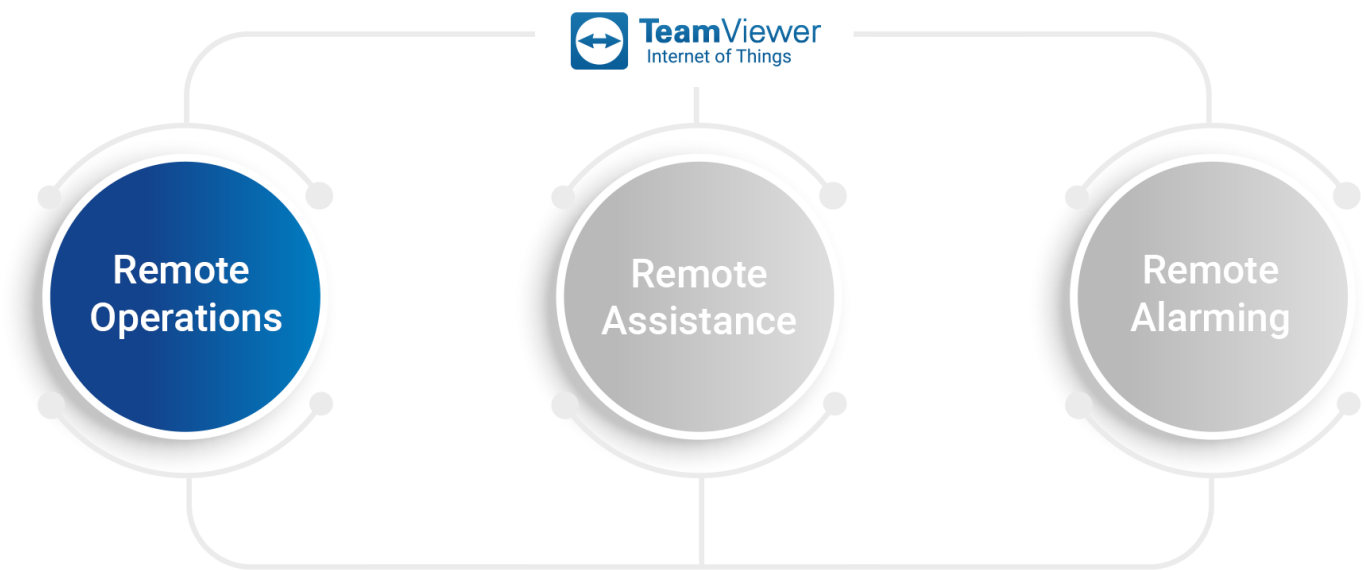 TeamViewer
Internet of Things
Remote
Operations
Remote
Assistance
Remote
Alarming